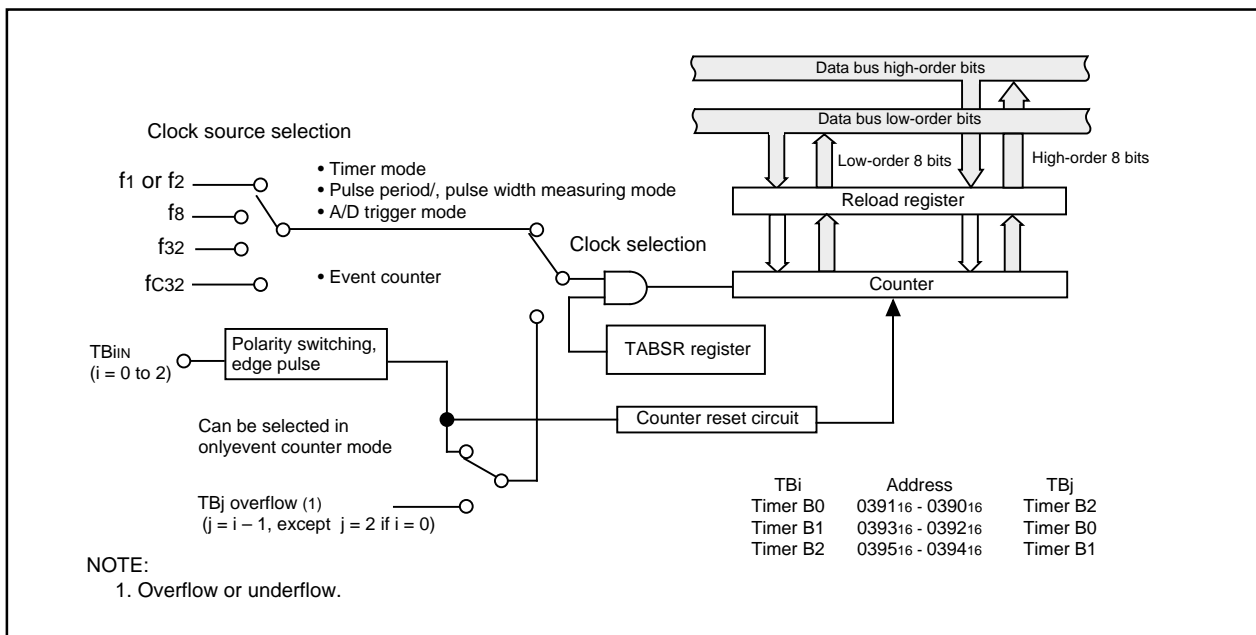 Data bus high-order bits
Data bus low-order bits
Clock source selection
Low-order 8 bits
High-order 8 bits
• Timer mode
• Pulse period/, pulse width measuring mode
• A/D trigger mode
f1 or f2
f8
f32
fC32
Reload register
Clock selection
• Event counter
Counter
TBiIN
(i = 0 to 2)
Polarity switching,
edge pulse
TABSR register
Can be selected in
onlyevent counter mode
Counter reset circuit
TBj overflow (1)
(j = i – 1, except j = 2 if i = 0)
TBi Address TBj
Timer B0 039116 - 039016 Timer B2
Timer B1 039316 - 039216 Timer B0
Timer B2 039516 - 039416 Timer B1
NOTE:
1. Overflow or underflow.